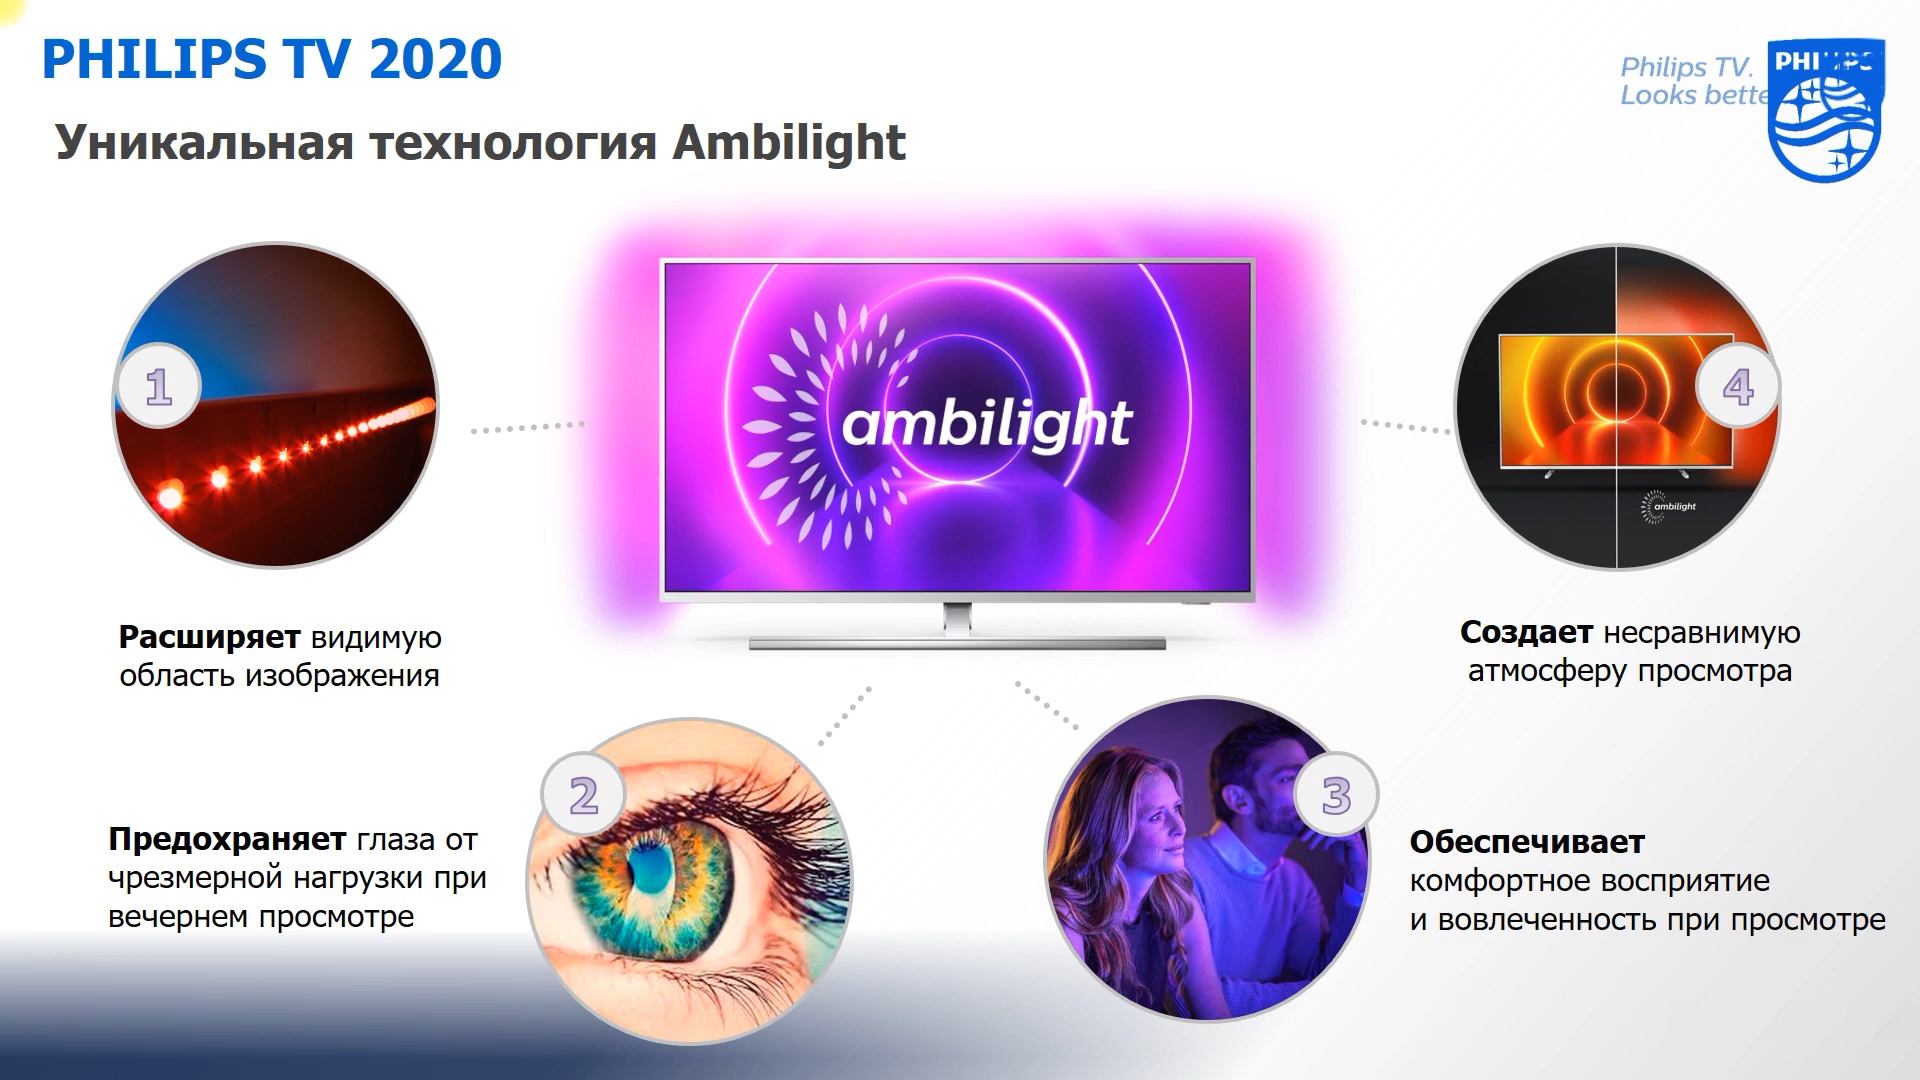 PHILIPS TV 2020
Уникальная технология Ambilight
Philips TV.
Looks
PHILIPS
ambilight
1
Расширяет видимую
область изображения
2
Предохраняет глаза от
чрезмерной нагрузки при
вечернем просмотре
3
Обеспечивает
комфортное восприятие
и вовлеченность при просмотре
4
ambilight
Создает несравнимую
атмосферу просмотра